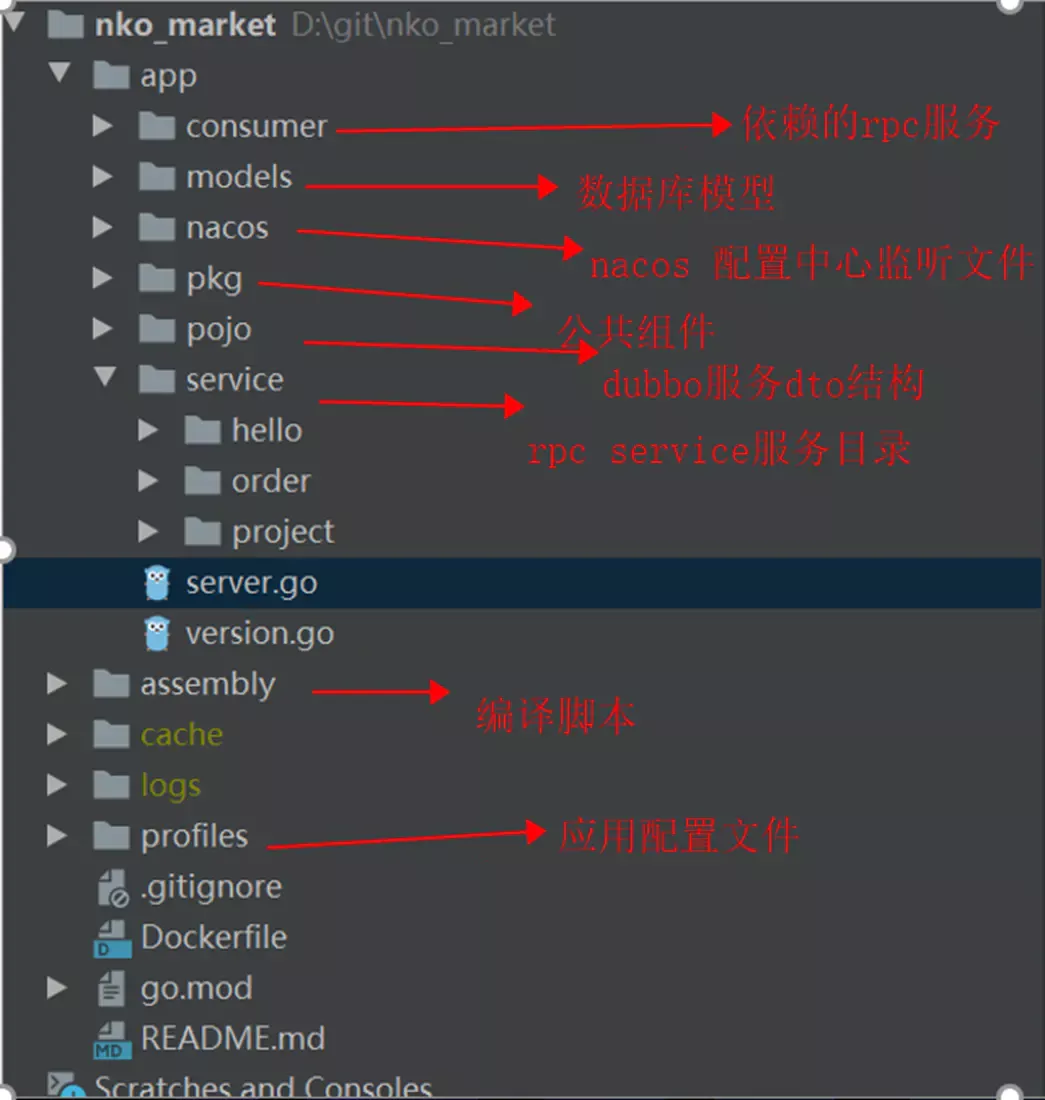 nko_market D:\git\nko_market
app
consumer 依赖的rpc服务
models 数据库模型
nacos nacos 配置中心监听文件
pkg 公共组件
pojo dubbo服务dto结构
service rpc service服务目录
hello
order
project
server.go
version.go
assembly 编译脚本
cache
logs
profiles 应用配置文件
.gitignore
D Dockerfile
go.mod
MD README.md
Scratches and Consoles